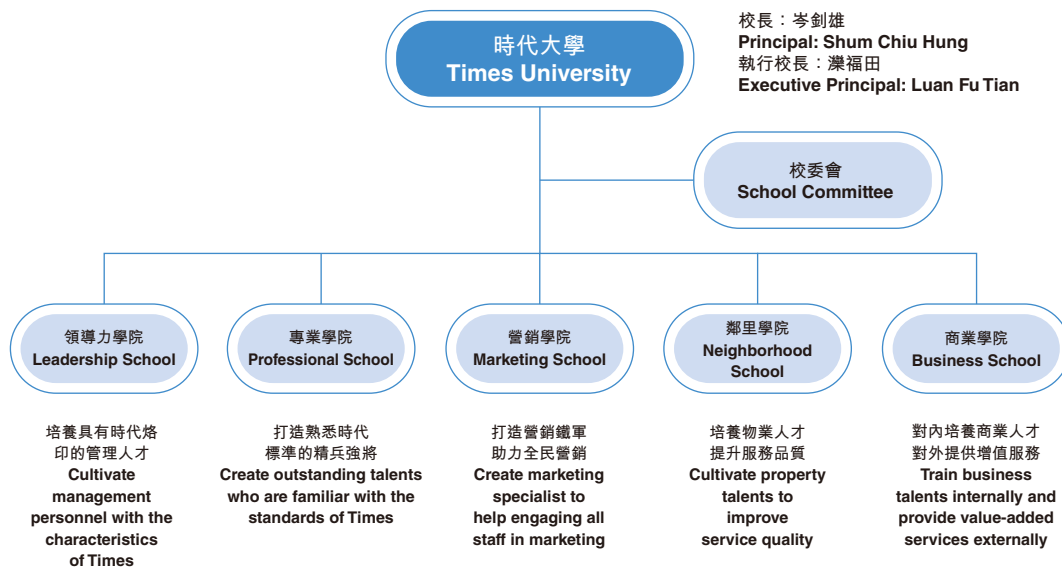 時代大學
Times University
校長：岑釗雄
Principal: Shum Chiu Hung
執行校長：灤福田
Executive Principal: Luan Fu Tian
校委會
School Committee
領導力學院
Leadership School
專業學院
Professional School
營銷學院
Marketing School
鄰里學院
Neighborhood
School
商業學院
Business School
培養具有時代烙
印的管理人才
Cultivate
management
personnel with the
characteristics
of Times
打造熟悉時代
標準的精兵強將
Create outstanding talents
who are familiar with the
standards of Times
打造營銷鐵軍
助力全民營銷
Create marketing
specialist to
help engaging all
staff in marketing
培養物業人才
提升服務品質
Cultivate property
talents to
improve
service quality
對內培養商業人才
對外提供增值服務
Train business
talents internally and
provide value-added
services externally